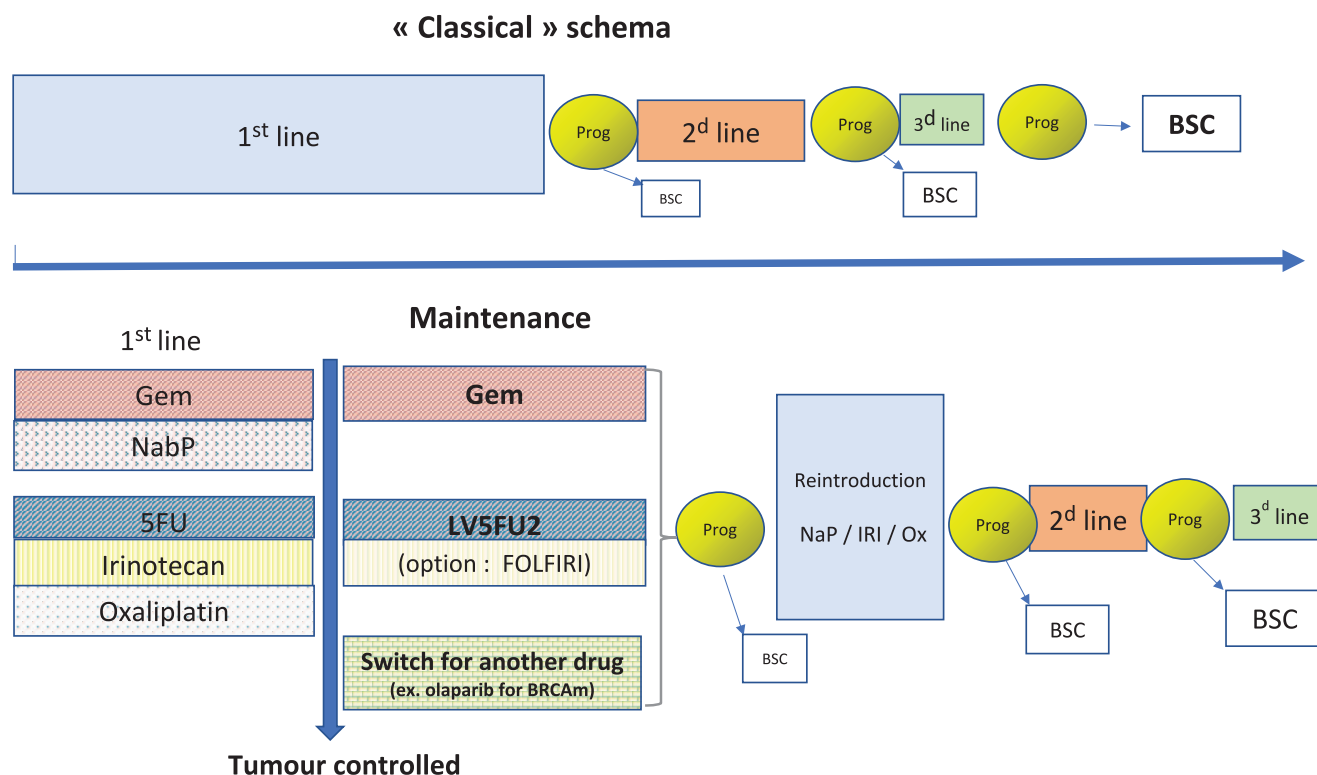 « Classical » schema
1st line
Prog
2d line
Prog
3d line
Prog
BSC
BSC
BSC
Maintenance
1st line
Gem
NabP
5FU
Irinotecan
Oxaliplatin
Gem
LV5FU2
(option : FOLFIRI)
Switch for another drug
(ex. olaparib for BRCAm)
Prog
BSC
Reintroduction
NaP / IRI / Ox
Prog
2d line
Prog
3d line
BSC
BSC
Tumour controlled